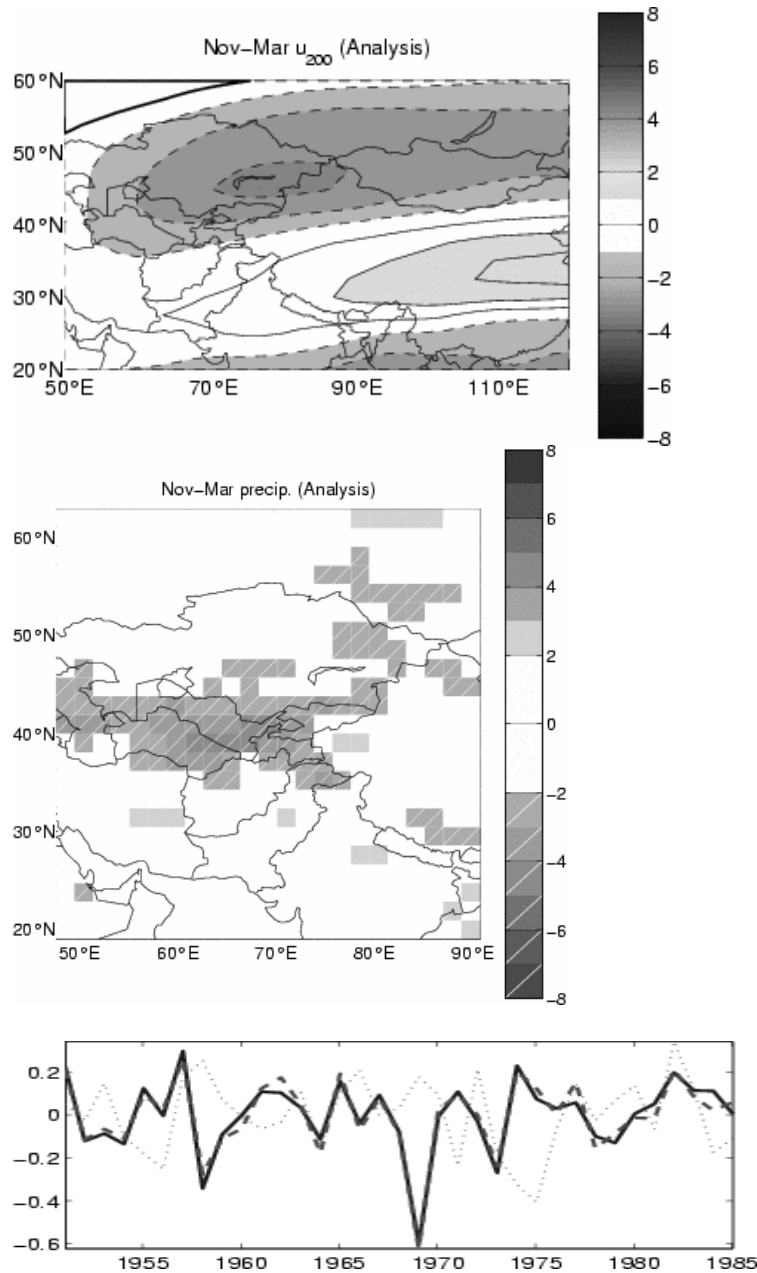 Nov−Mar u200 (Analysis)
60°N
50°N
40°N
30°N
20°N
50°E 70°E 90°E 110°E
8
6
4
2
0
−2
−4
−6
−8
Nov−Mar precip. (Analysis)
60°N
50°N
40°N
30°N
20°N
50°E 60°E 70°E 80°E 90°E
8
6
4
2
0
−2
−4
−6
−8
0.2
0
−0.2
−0.4
−0.6
1955 1960 1965 1970 1975 1980 1985